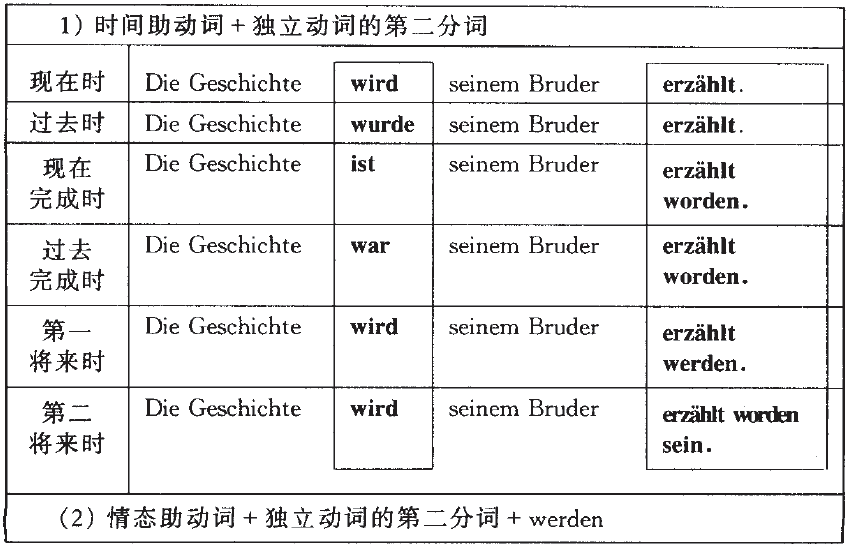 1) 时间助动词+独立动词的第二分词
现在时 Die Geschichte wird seinem Bruder erzählt.
过去时 Die Geschichte wurde seinem Bruder erzählt.
现在 Die Geschichte ist seinem Bruder erzählt
完成时 worden.
过去 Die Geschichte war seinem Bruder erzählt
完成时 worden.
第一 Die Geschichte wird seinem Bruder erzählt
将来时 werden.
第二 Die Geschichte wird seinem Bruder erzählt worden
将来时 sein.
(2) 情态助动词+独立动词的第二分词+werden